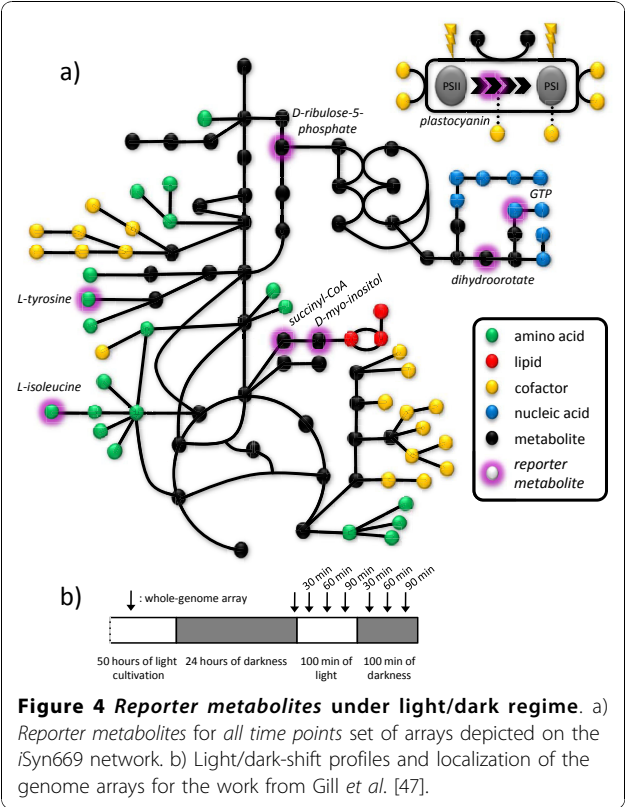 a)
D-ribulose-5-
phosphate
PSII
PSI
plastocyanin
GTP
dihydroorotate
L-tyrosine
succinyl-CoA
D-myo-inositol
L-isoleucine
amino acid
lipid
cofactor
nucleic acid
metabolite
reporter
metabolite
b)
: whole-genome array
30 min
60 min
90 min
30 min
60 min
90 min
50 hours of light
cultivation
24 hours of darkness
100 min of
light
100 min of
darkness
Figure 4 Reporter metabolites under light/dark regime. a)
Reporter metabolites for all time points set of arrays depicted on the
iSyn669 network. b) Light/dark-shift profiles and localization of the
genome arrays for the work from Gill et al. [47].